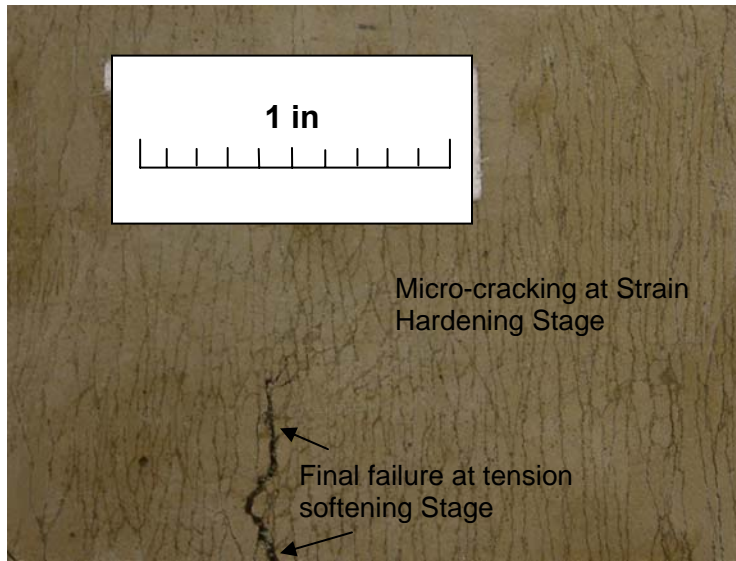 1 in
Micro-cracking at Strain
Hardening Stage
Final failure at tension
softening Stage